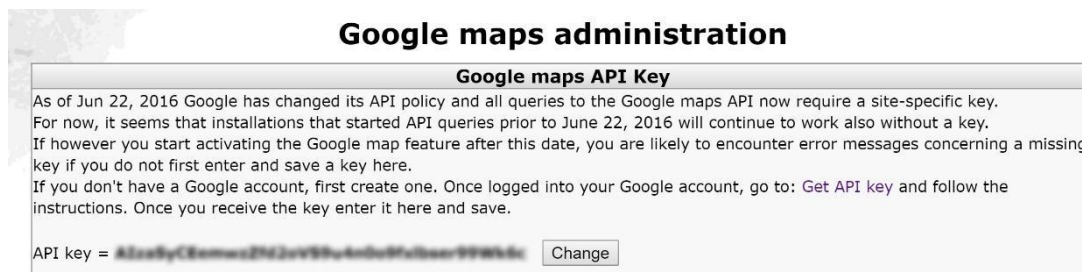 Google maps administration
Google maps API Key
As of Jun 22, 2016 Google has changed its API policy and all queries to the Google maps API now require a site-specific key.
For now, it seems that installations that started API queries prior to June 22, 2016 will continue to work also without a key.
If however you start activating the Google map feature after this date, you are likely to encounter error messages concerning a missing
key if you do not first enter and save a key here.
If you don't have a Google account, first create one. Once logged into your Google account, go to: Get API key and follow the
instructions. Once you receive the key enter it here and save.
API key = Change